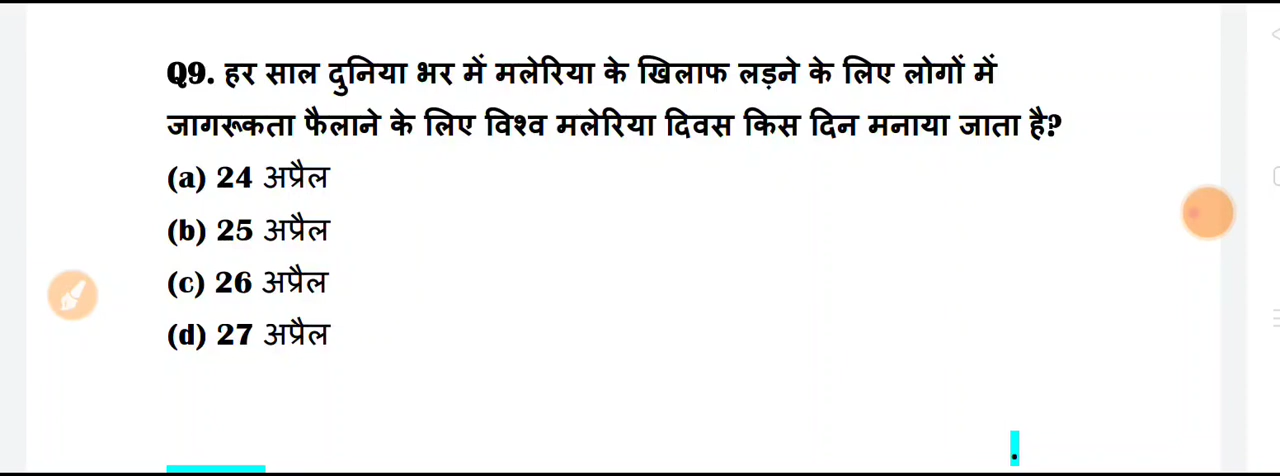 Q9. हर साल दुनिया भर में मलेरिया के खिलाफ लड़ने के लिए लोगों में
जागरूकता फैलाने के लिए विश्व मलेरिया दिवस किस दिन मनाया जाता है?
(a) 24 अप्रैल
(b) 25 अप्रैल
(c) 26 अप्रैल
(d) 27 अप्रैल
.